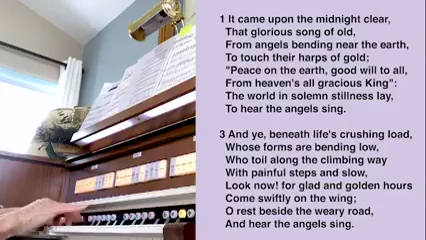 1 It came upon the midnight clear,
That glorious song of old,
From angels bending near the earth,
To touch their harps of gold;
"Peace on the earth, good will to all,
From heaven's all gracious King":
The world in solemn stillness lay,
To hear the angels sing.
3 And ye, beneath life's crushing load,
Whose forms are bending low,
Who toil along the climbing way
With painful steps and slow,
Look now! for glad and golden hours
Come swiftly on the wing;
O rest beside the weary road,
And hear the angels sing.